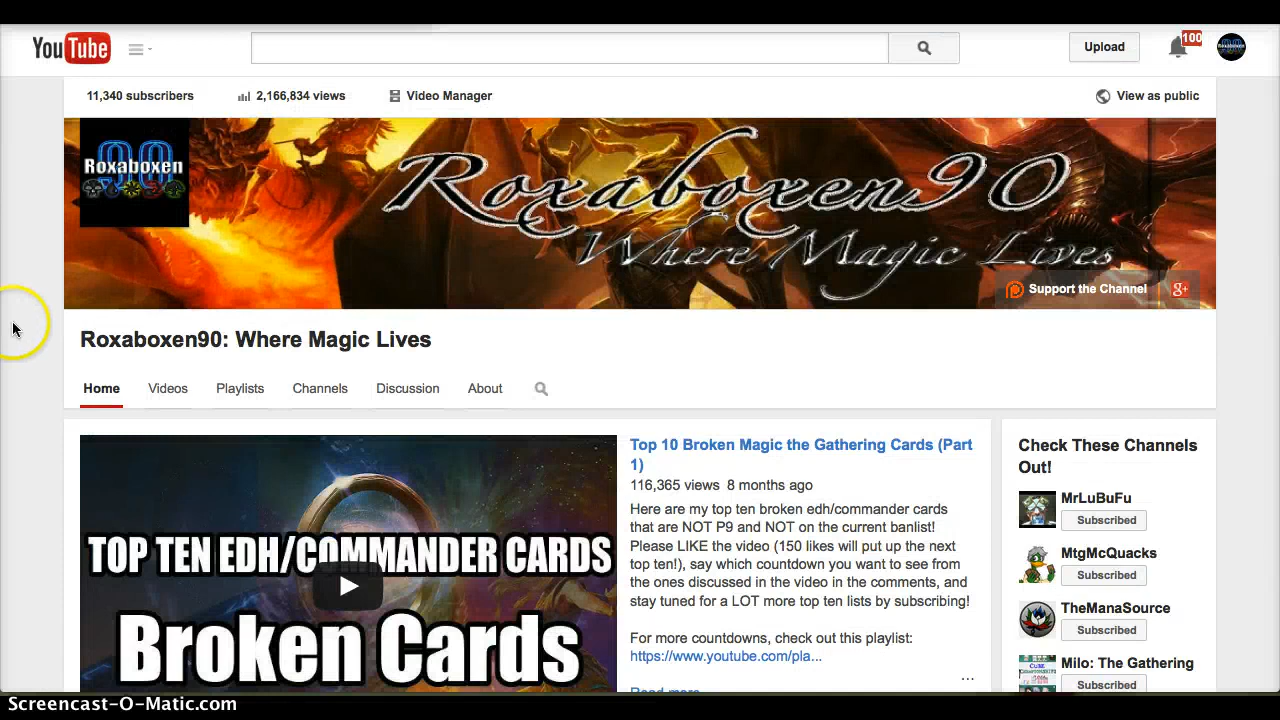 YouTube
Upload
100
11,340 subscribers
2,166,834 views
Video Manager
View as public
90
Roxaboxen
Roxaboxen90
Where Magic Lives
Support the Channel
g+
Roxaboxen90: Where Magic Lives
Home
Videos
Playlists
Channels
Discussion
About
TOP TEN EDH/COMMANDER CARDS
Broken Cards
Top 10 Broken Magic the Gathering Cards (Part
1)
116,365 views 8 months ago
Here are my top ten broken edh/commander cards
that are NOT P9 and NOT on the current banlist!
Please LIKE the video (150 likes will put up the next
top ten!), say which countdown you want to see from
the ones discussed in the video in the comments, and
stay tuned for a LOT more top ten lists by subscribing!
For more countdowns, check out this playlist:
https://www.youtube.com/pla...
Read more
...
Check These Channels
Out!
MrLuBuFu
Subscribed
MtgMcQuacks
Subscribed
TheManaSource
Subscribed
Milo: The Gathering
Subscribed
Screencast-O-Matic.com